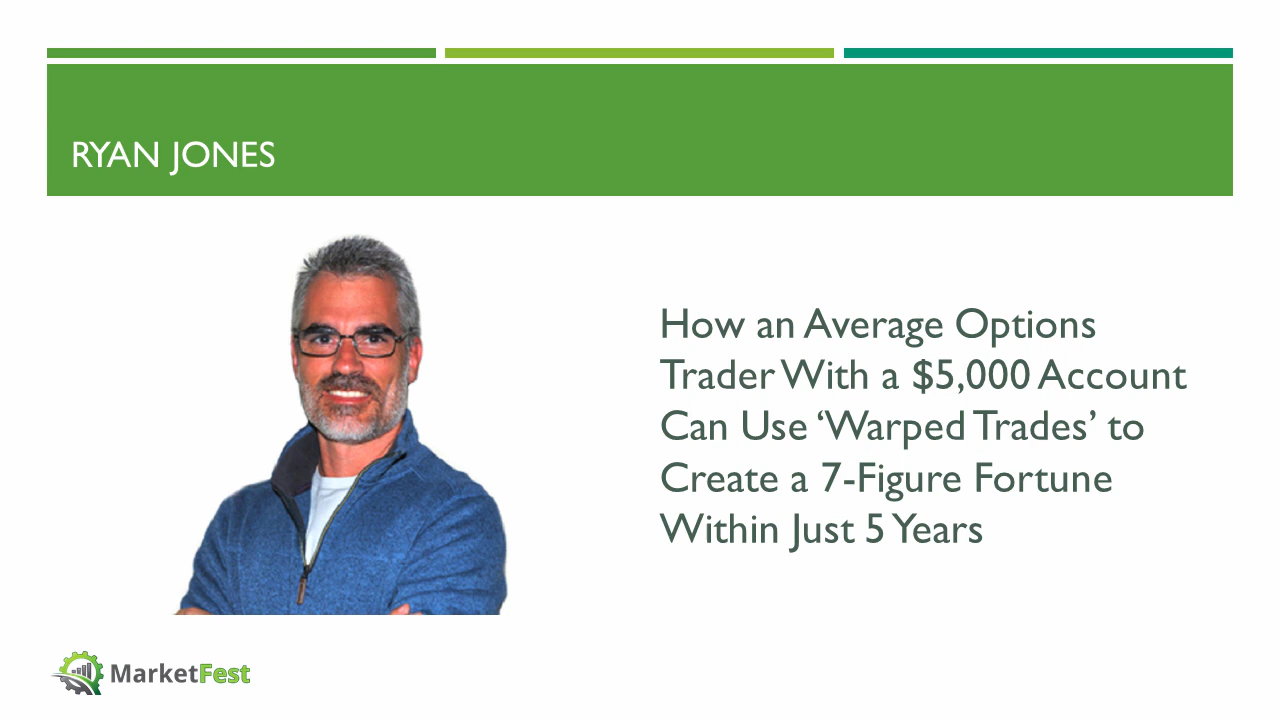 RYAN JONES
How an Average Options
Trader With a $5,000 Account
Can Use ‘Warped Trades’ to
Create a 7-Figure Fortune
Within Just 5 Years
MarketFest